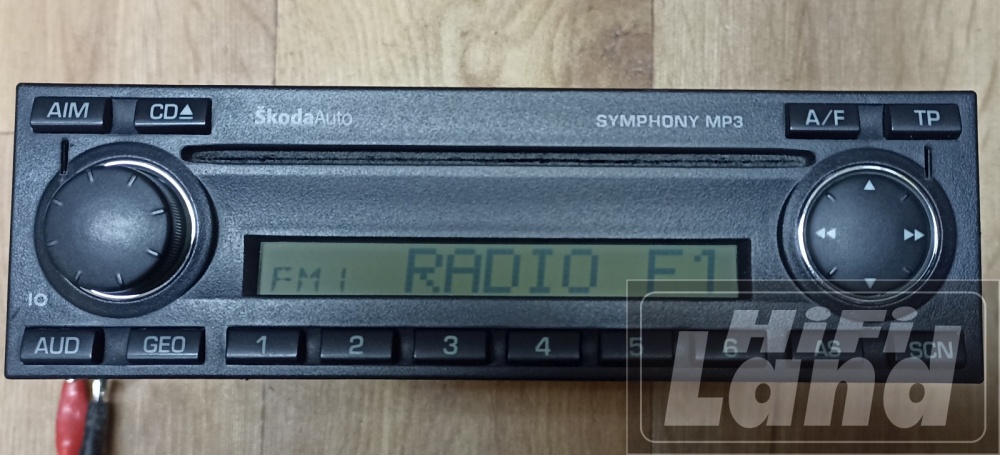 AIM CD ŠkodaAuto SYMPHONY MP3 A/F TP
FM1 RADIO F1
IO
AUD GEO 1 2 3 4 5 6 AS SCN
HiFi
Land